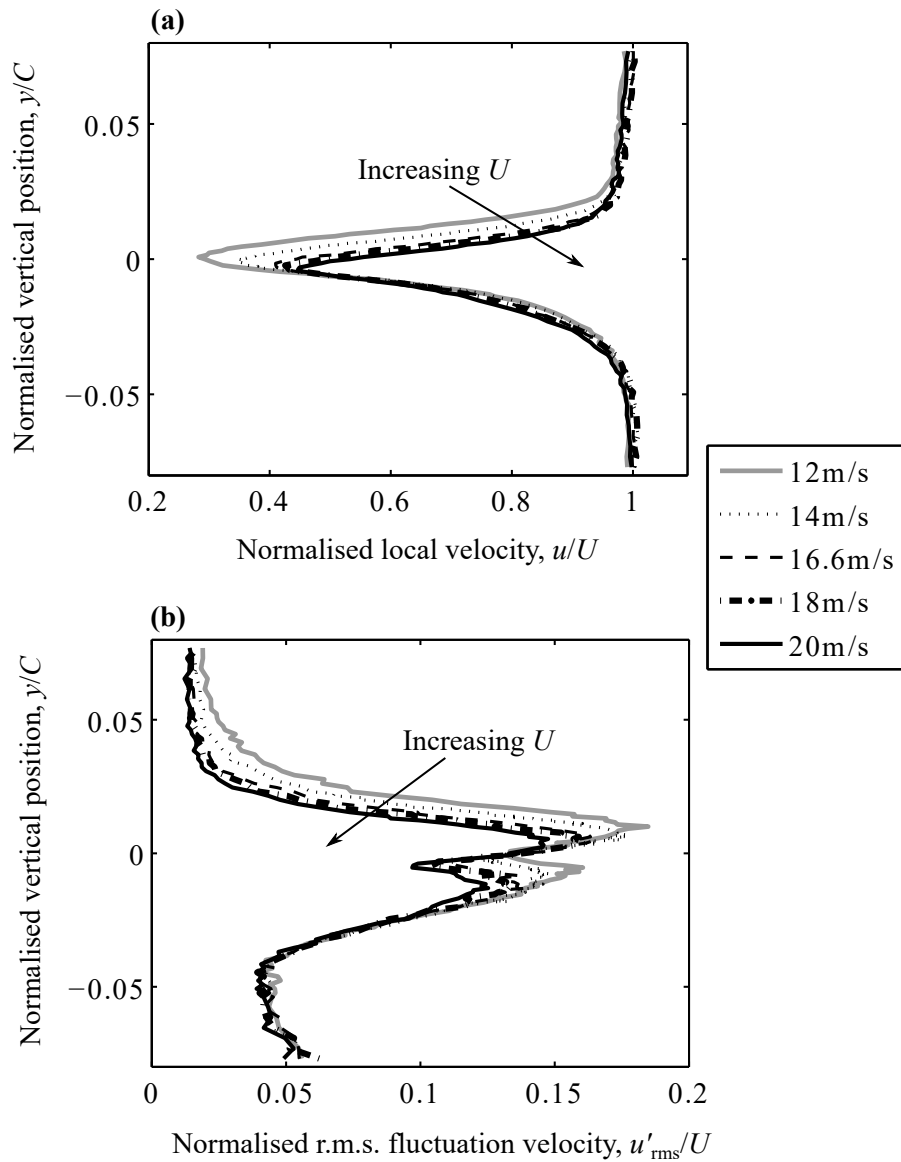 (a)
Normalised vertical position, y/C
0.05
0
−0.05
Increasing U
0.2
0.4
0.6
0.8
1
Normalised local velocity, u/U
12m/s
14m/s
16.6m/s
18m/s
20m/s
(b)
Normalised vertical position, y/C
0.05
0
−0.05
Increasing U
0
0.05
0.1
0.15
0.2
Normalised r.m.s. fluctuation velocity, u′rms/U